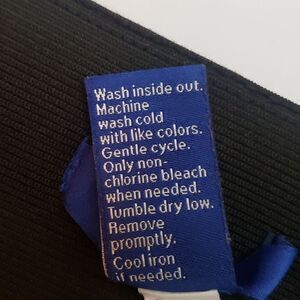 Wash inside out.
Machine
wash cold
with like colors.
Gentle cycle.
Only non-
chlorine bleach
when needed.
Tumble dry low.
Remove
promptly.
Cool iron
if needed.